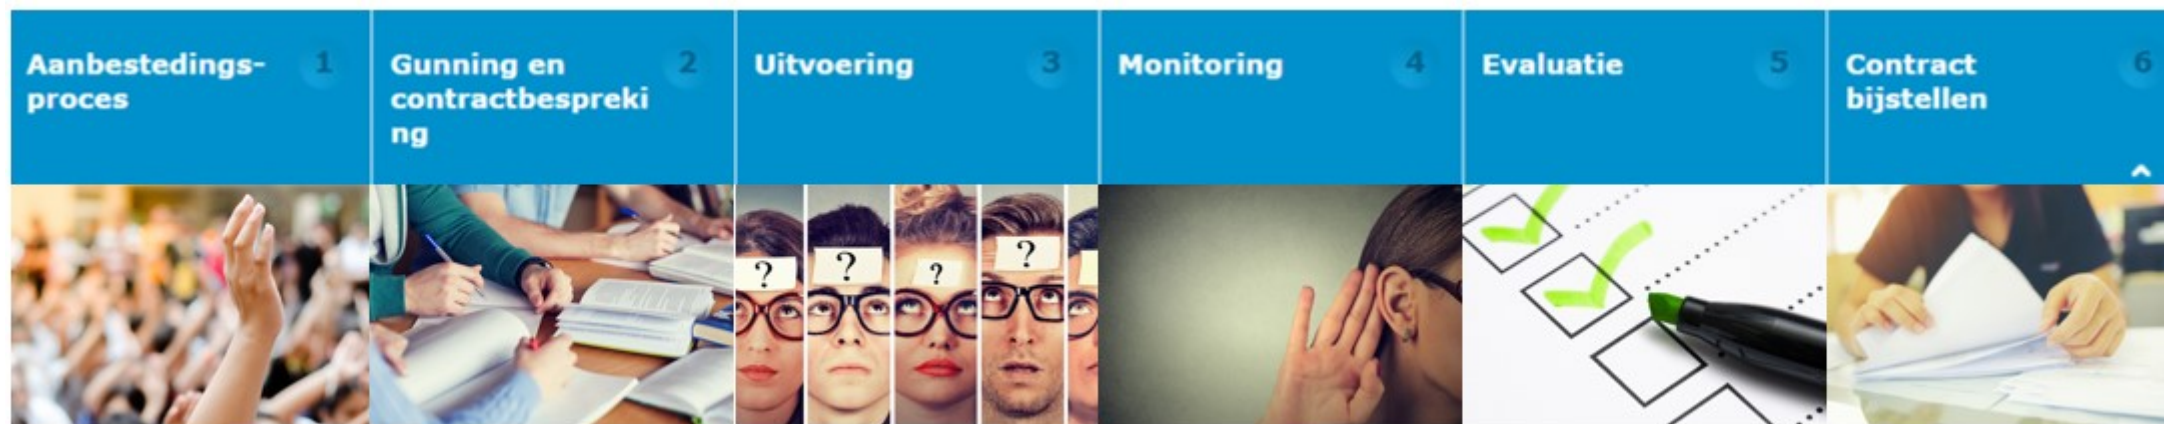 Aanbestedings-
proces
1
Gunning en
contractbespreki
ng
2
Uitvoering
3
Monitoring
4
Evaluatie
5
Contract
bijstellen
6
?
?
?
?